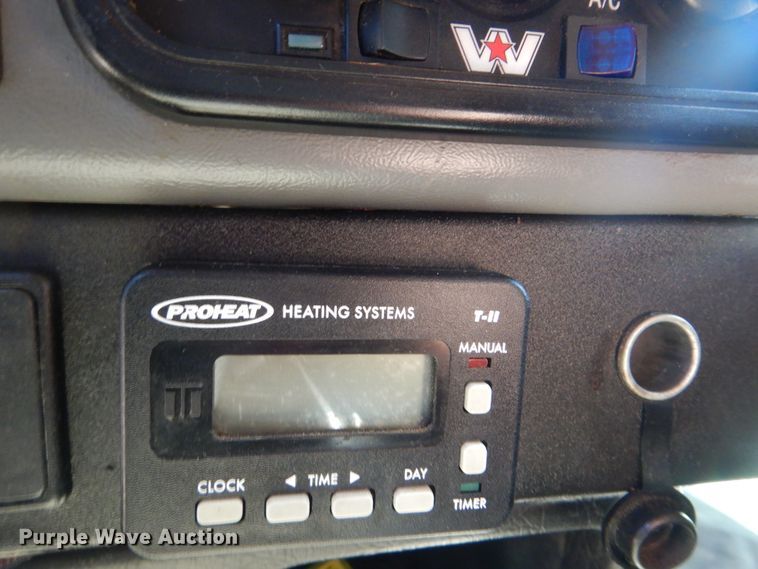 A/C
W
PROHEAT HEATING SYSTEMS T-II
MANUAL
CLOCK ◄ TIME ► DAY
TIMER
Purple Wave Auction